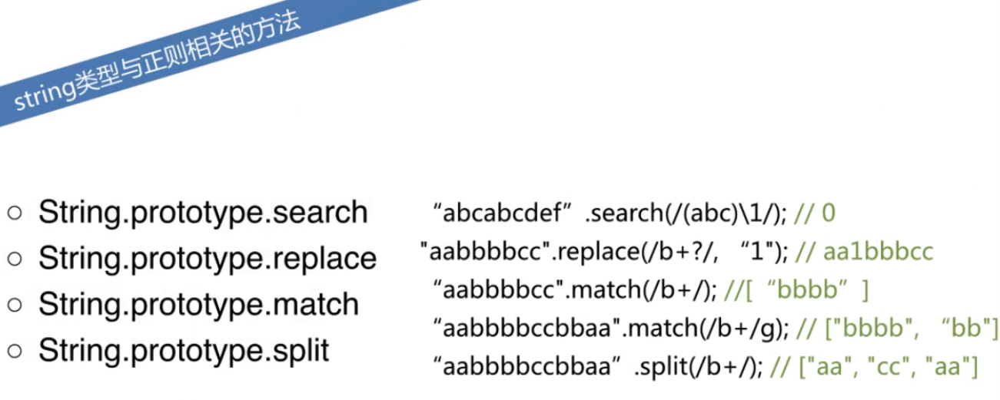 string类型与正则相关的方法
○ String.prototype.search
○ String.prototype.replace
○ String.prototype.match
○ String.prototype.split
“abcabcdef” .search(/(abc)\1/); // 0
"aabbbbcc".replace(/b+?/, “1"); // aa1bbbcc
“aabbbbcc".match(/b+/); //[ “bbbb” ]
“aabbbbccbbaa".match(/b+/g); // ["bbbb", “bb"]
“aabbbbccbbaa” .split(/b+/); // ["aa", "cc", "aa"]